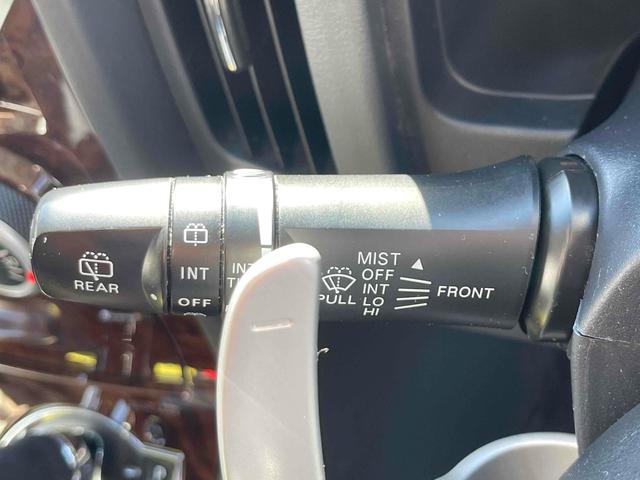 REAR
INT
OFF
PULL
MIST
OFF
INT
LO
HI
FRONT